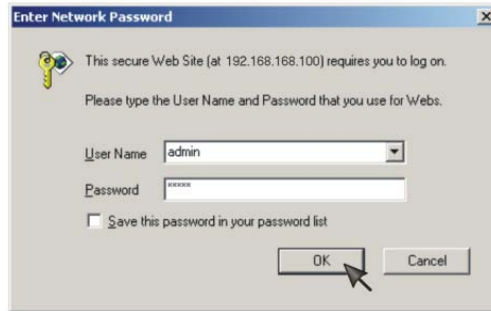 Enter Network Password
This secure Web Site (at 192.168.168.100) requires you to log on.
Please type the User Name and Password that you use for Webs.
User Name admin
Password *****
Save this password in your password list
OK Cancel